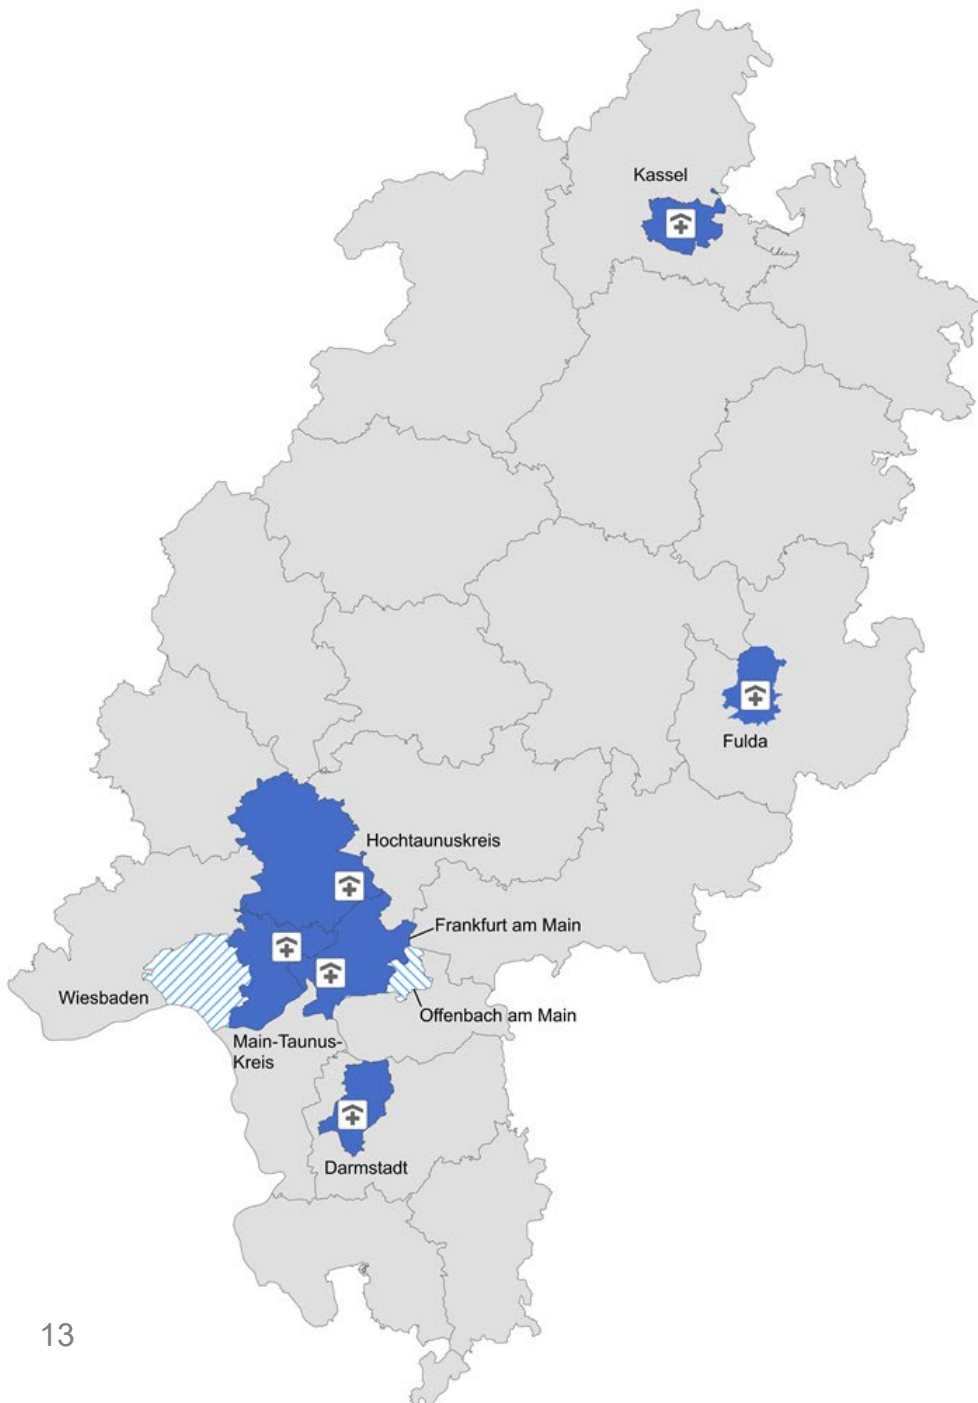 Kassel
Fulda
Hochtaunuskreis
Frankfurt am Main
Wiesbaden
Offenbach am Main
Main-Taunus-
Kreis
Darmstadt
13